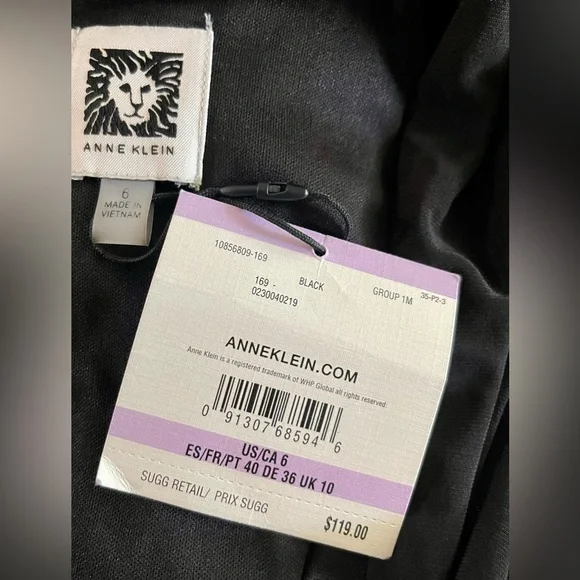 ANNE KLEIN
6
MADE IN
VIETNAM
10856809-169
169 - BLACK GROUP 1M 35-P2-3
0230040219
ANNEKLEIN.COM
Anne Klein is a registered trademark of WHP Global all rights reserved
0 91307 68594 6
US/CA 6
ES/FR/PT 40 DE 36 UK 10
SUGG RETAIL/ PRIX SUGG
$119.00